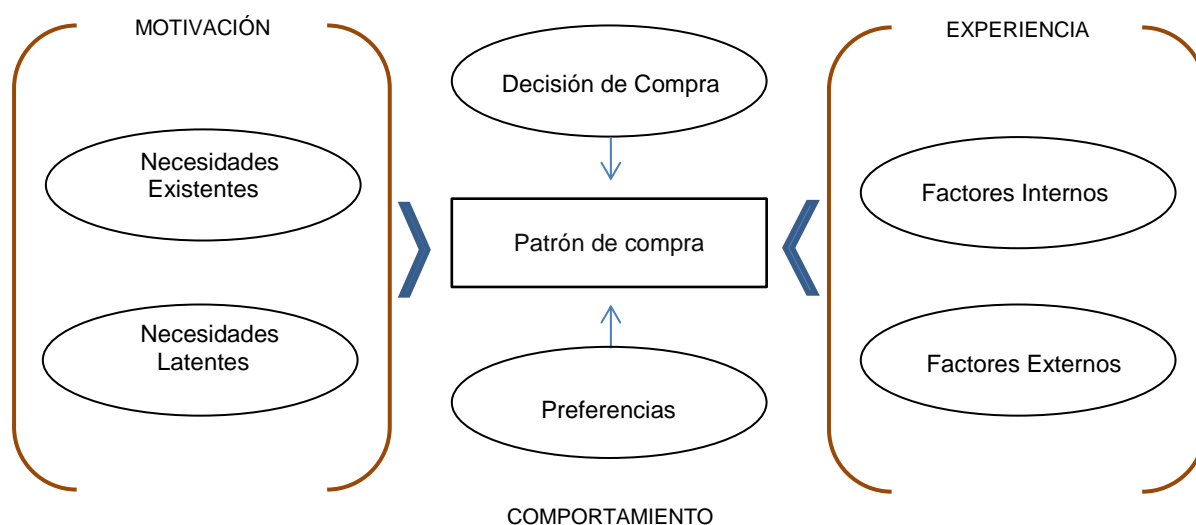 MOTIVACIÓN
EXPERIENCIA
Decisión de Compra
Necesidades
Existentes
Factores Internos
Patrón de compra
Necesidades
Latentes
Factores Externos
Preferencias
COMPORTAMIENTO